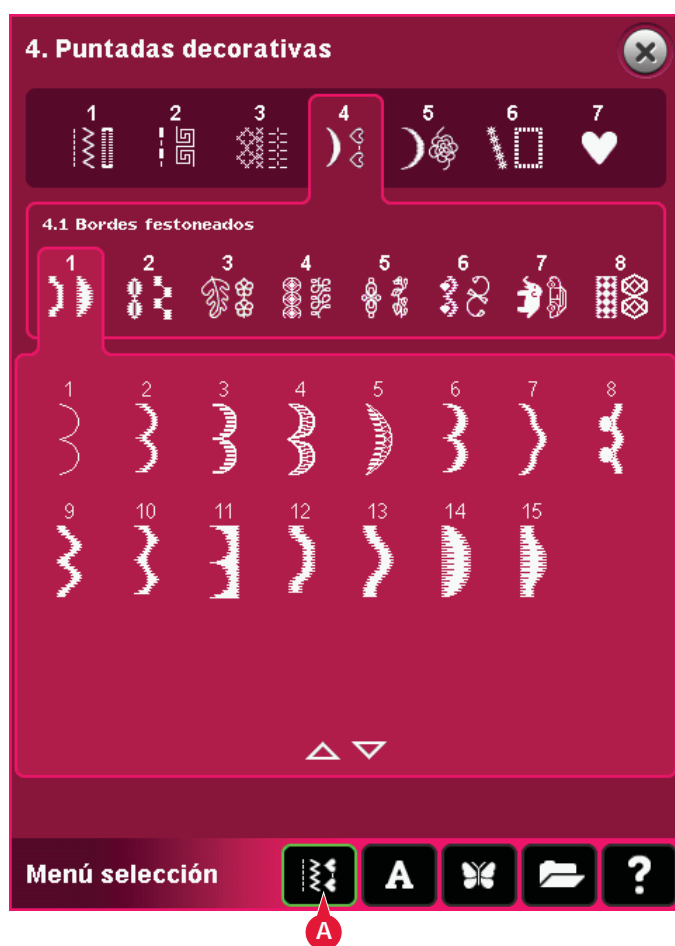 4. Puntadas decorativas
1 2 3 4 5 6 7
4.1 Bordes festoneados
1 2 3 4 5 6 7 8
1 2 3 4 5 6 7 8
9 10 11 12 13 14 15
Menú selección A ?
A